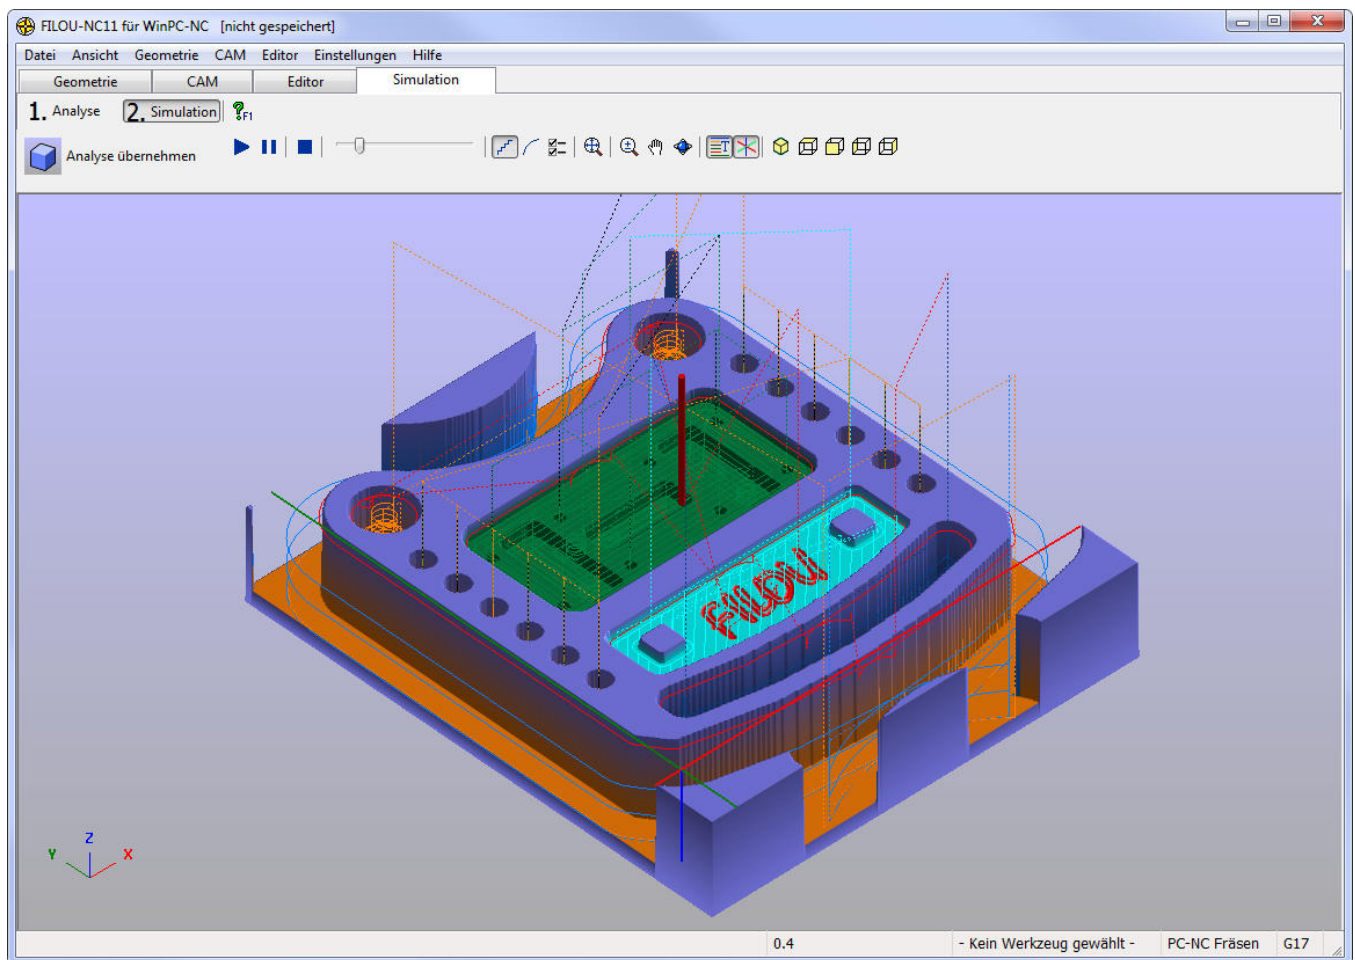 FILOU-NC11 für WinPC-NC   [nicht gespeichert]
Datei Ansicht Geometrie CAM Editor Einstellungen Hilfe
Geometrie CAM Editor Simulation
1. Analyse 2. Simulation ?F1
Analyse übernehmen T
FILOU
Z
Y X
0.4 - Kein Werkzeug gewählt - PC-NC Fräsen G17